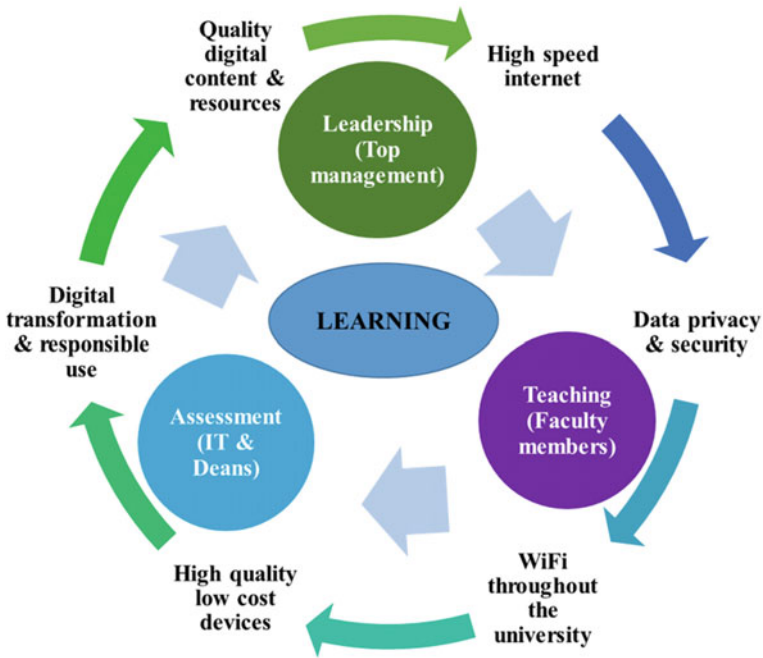 Quality
digital
content &
resources
High speed
internet
Leadership
(Top
management)
LEARNING
Digital
transformation
& responsible
use
Data privacy
& security
Assessment
(IT &
Deans)
Teaching
(Faculty
members)
High quality
low cost
devices
WiFi
throughout
the
university